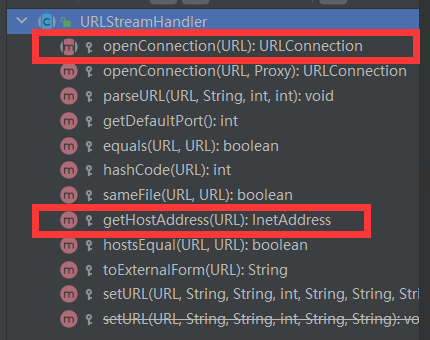 URLStreamHandler
openConnection(URL): URLConnection
openConnection(URL, Proxy): URLConnection
parseURL(URL, String, int, int): void
getDefaultPort(): int
equals(URL, URL): boolean
hashCode(URL): int
sameFile(URL, URL): boolean
getHostAddress(URL): InetAddress
hostsEqual(URL, URL): boolean
toExternalForm(URL): String
setURL(URL, String, String, int, String, String, Stri
setURL(URL, String, String, int, String, String): vo